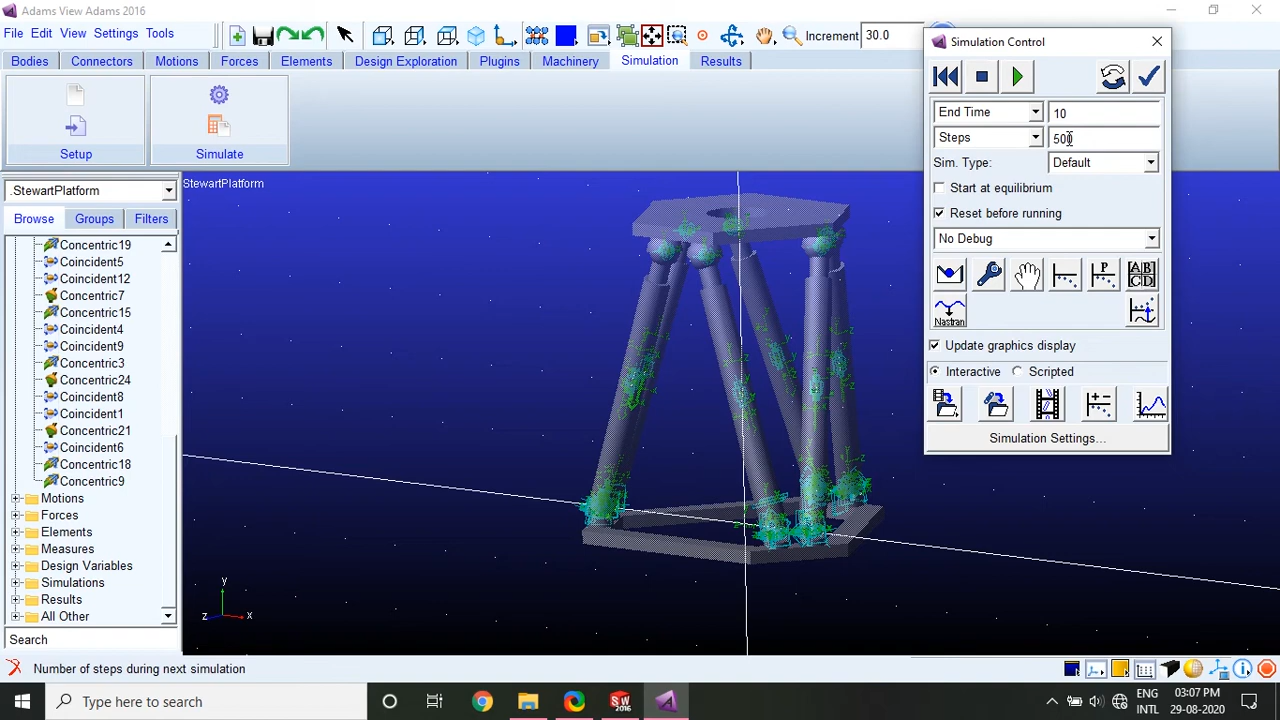 Adams View Adams 2016
File Edit View Settings Tools
Increment 30.0
Bodies Connectors Motions Forces Elements Design Exploration Plugins Machinery Simulation Results
Setup Simulate
.StewartPlatform
StewartPlatform
Browse Groups Filters
Concentric19
Coincident5
Coincident12
Concentric7
Concentric15
Coincident4
Coincident9
Concentric3
Concentric24
Coincident8
Coincident1
Concentric21
Coincident6
Concentric18
Concentric9
Motions
Forces
Elements
Measures
Design Variables
Simulations
Results
All Other
Search
Simulation Control
End Time 10
Steps 500
Sim. Type: Default
Start at equilibrium
Reset before running
No Debug
P
A B
C D
Nastran
Update graphics display
Interactive Scripted
Simulation Settings...
y
z x
Number of steps during next simulation
Type here to search
SW
2016
ENG
INTL
03:07 PM
29-08-2020